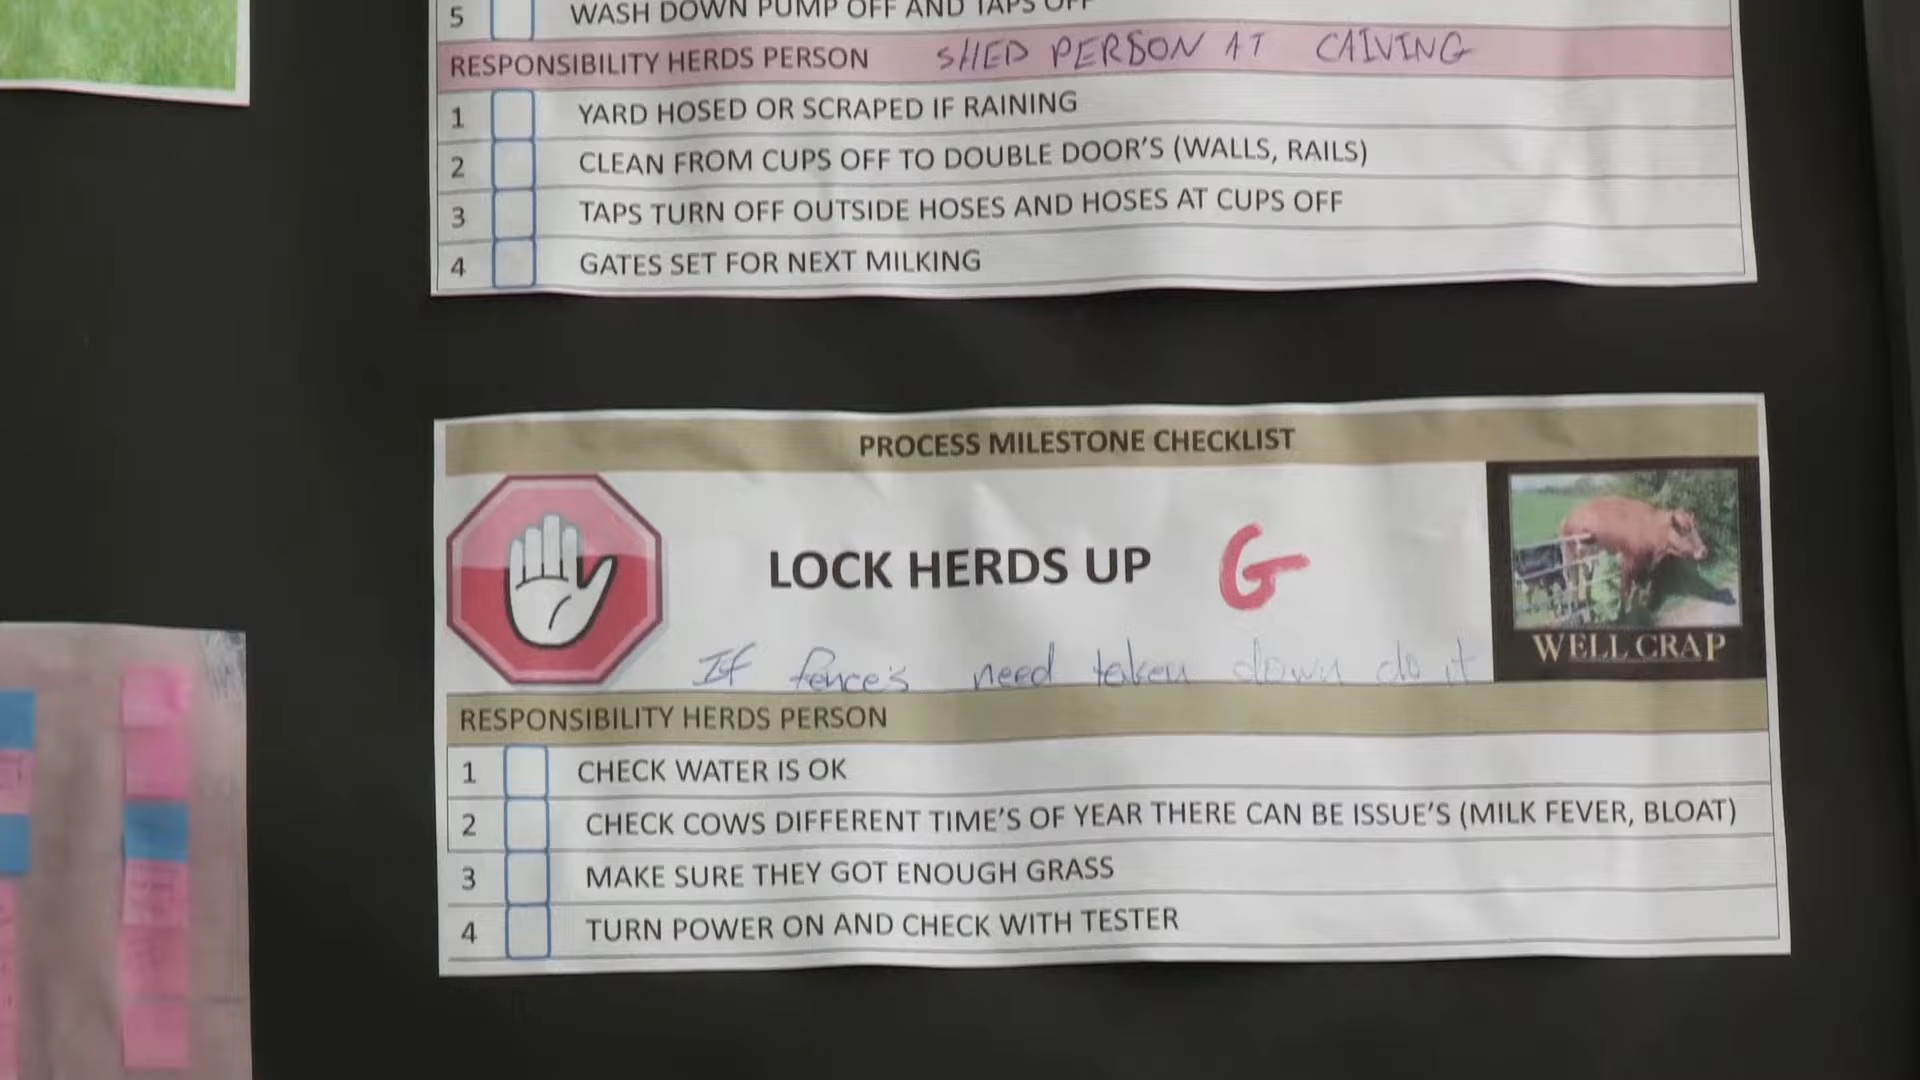 5 WASH DOWN PUMP OFF AND TAPS OFF
RESPONSIBILITY HERDS PERSON SHED PERSON AT CALVING
1 YARD HOSED OR SCRAPED IF RAINING
2 CLEAN FROM CUPS OFF TO DOUBLE DOOR'S (WALLS, RAILS)
3 TAPS TURN OFF OUTSIDE HOSES AND HOSES AT CUPS OFF
4 GATES SET FOR NEXT MILKING
PROCESS MILESTONE CHECKLIST
LOCK HERDS UP G
If fence's need taken down do it
WELL CRAP
RESPONSIBILITY HERDS PERSON
1 CHECK WATER IS OK
2 CHECK COWS DIFFERENT TIME'S OF YEAR THERE CAN BE ISSUE'S (MILK FEVER, BLOAT)
3 MAKE SURE THEY GOT ENOUGH GRASS
4 TURN POWER ON AND CHECK WITH TESTER